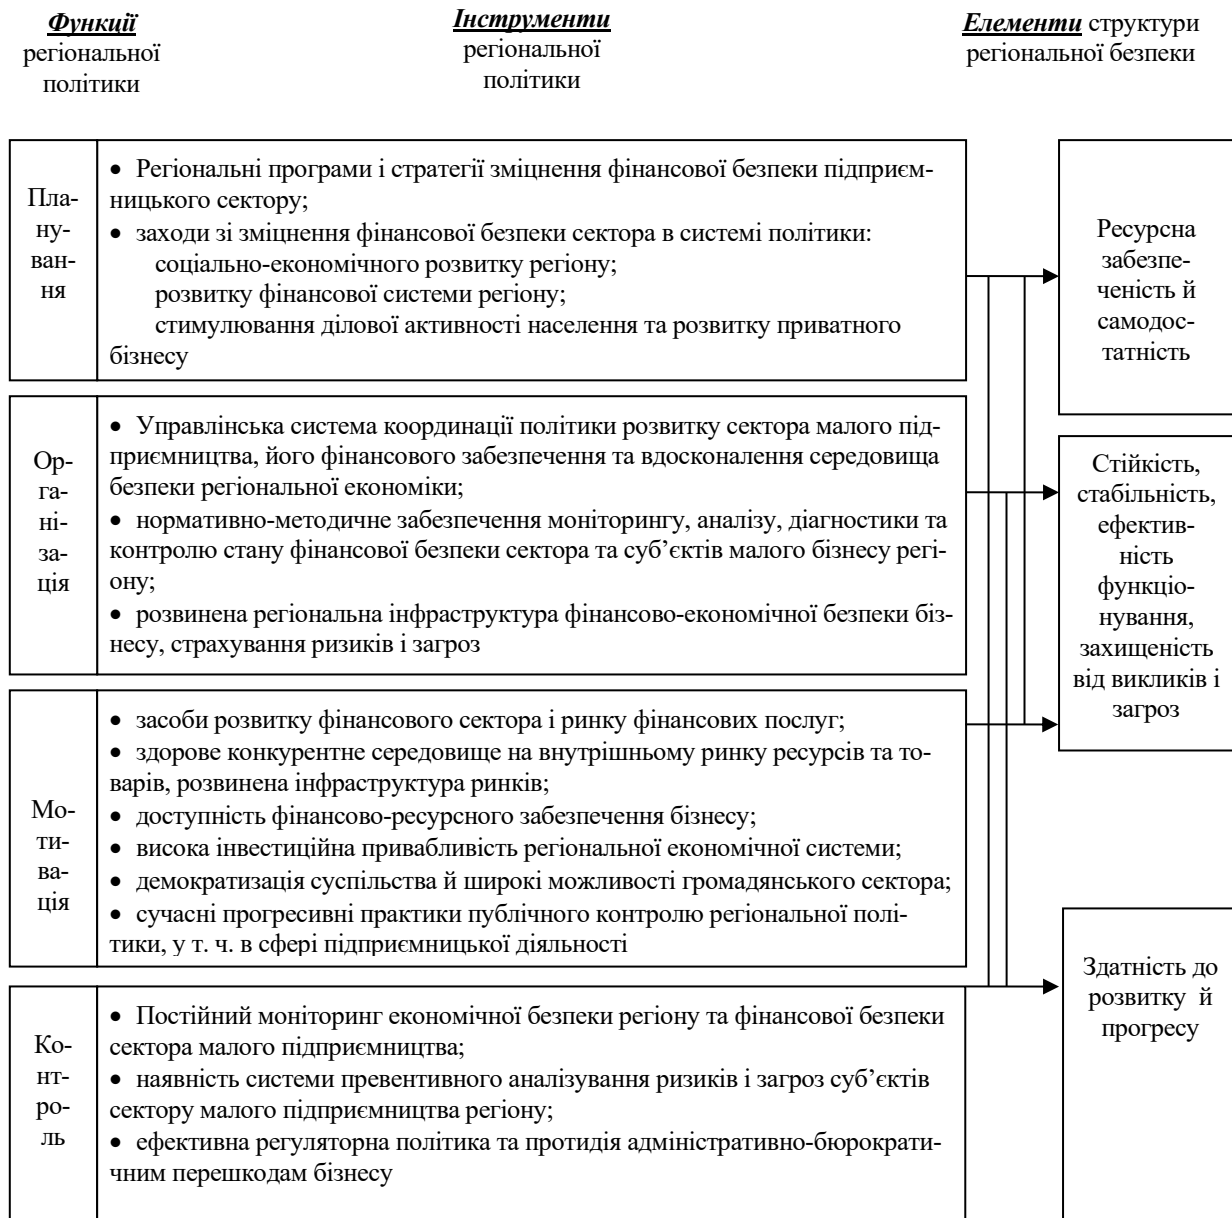 Функції
регіональної
політики
Інструменти
регіональної
політики
Елементи структури
регіональної безпеки
Пла-
ну-
ван-
ня
• Регіональні програми і стратегії зміцнення фінансової безпеки підприєм-
ницького сектору;
• заходи зі зміцнення фінансової безпеки сектора в системі політики:
соціально-економічного розвитку регіону;
розвитку фінансової системи регіону;
стимулювання ділової активності населення та розвитку приватного
бізнесу
Ресурсна
забезпе-
ченість й
самодос-
татність
Ор-
га-
ні-
за-
ція
• Управлінська система координації політики розвитку сектора малого під-
приємництва, його фінансового забезпечення та вдосконалення середовища
безпеки регіональної економіки;
• нормативно-методичне забезпечення моніторингу, аналізу, діагностики та
контролю стану фінансової безпеки сектора та суб’єктів малого бізнесу регі-
ону;
• розвинена регіональна інфраструктура фінансово-економічної безпеки біз-
несу, страхування ризиків і загроз
Стійкість,
стабільність,
ефектив-
ність
функціо-
нування,
захищеність
від викликів і
загроз
Мо-
ти-
ва-
ція
• засоби розвитку фінансового сектора і ринку фінансових послуг;
• здорове конкурентне середовище на внутрішньому ринку ресурсів та то-
варів, розвинена інфраструктура ринків;
• доступність фінансово-ресурсного забезпечення бізнесу;
• висока інвестиційна привабливість регіональної економічної системи;
• демократизація суспільства й широкі можливості громадянського сектора;
• сучасні прогресивні практики публічного контролю регіональної полі-
тики, у т. ч. в сфері підприємницької діяльності
Здатність до
розвитку й
прогресу
Ко-
нт-
ро-
ль
• Постійний моніторинг економічної безпеки регіону та фінансової безпеки
сектора малого підприємництва;
• наявність системи превентивного аналізування ризиків і загроз суб’єктів
сектору малого підприємництва регіону;
• ефективна регуляторна політика та протидія адміністративно-бюрократи-
чним перешкодам бізнесу